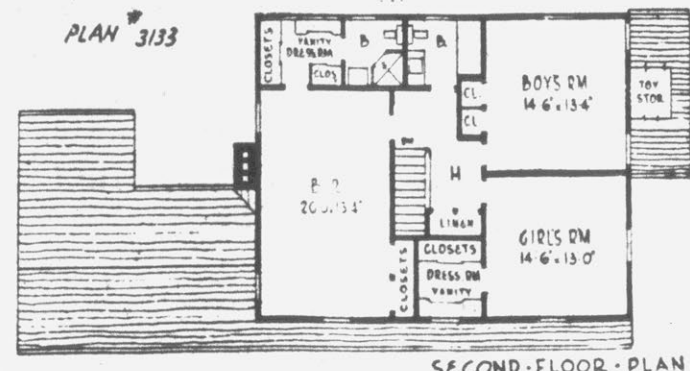 PLAN # 3133
CLOSETS
VANITY
DRESS RM
CLOS
B
B
S
CL
CL
BOYS RM
14'-6" x 13'-4"
TOY
STOR
H
LINEN
GIRL'S RM
14'-6" x 13'-0"
CLOSETS
CLOSETS
DRESS RM
VANITY
SECOND · FLOOR · PLAN